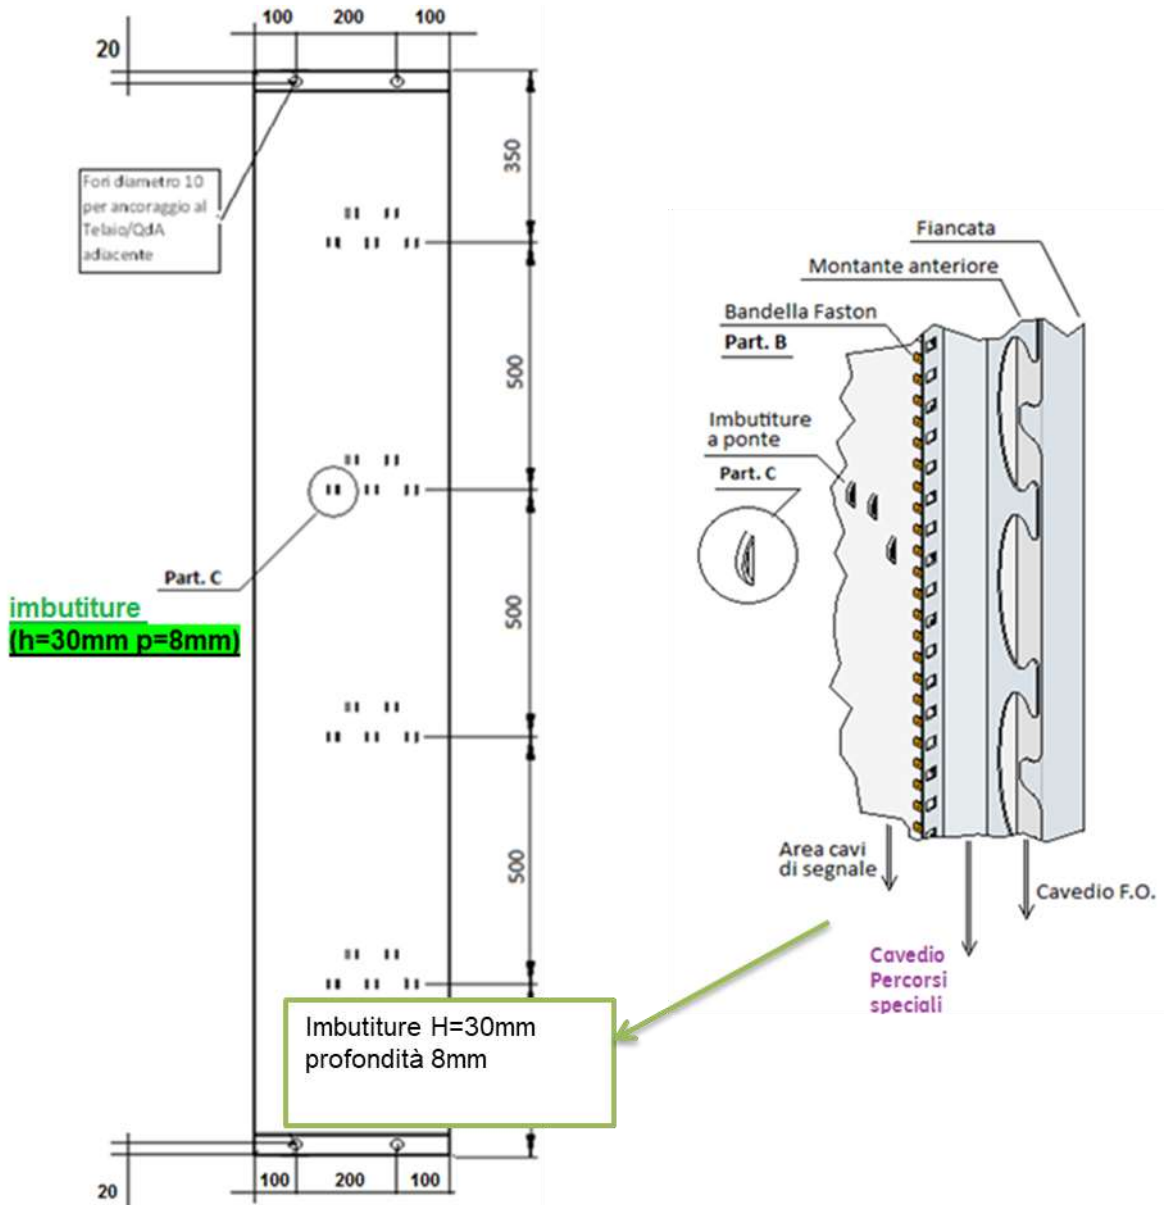 100 200 100
20
350
Fori diametro 10
per ancoraggio al
Telaio/QdA
adiacente
500
Part. C
imbutiture
(h=30mm p=8mm)
500
500
Imbutiture H=30mm
profondità 8mm
100 200 100
20
Fiancata
Montante anteriore
Bandella Faston
Part. B
Imbutiture
a ponte
Part. C
Area cavi
di segnale
Cavedio F.O.
Cavedio
Percorsi
speciali